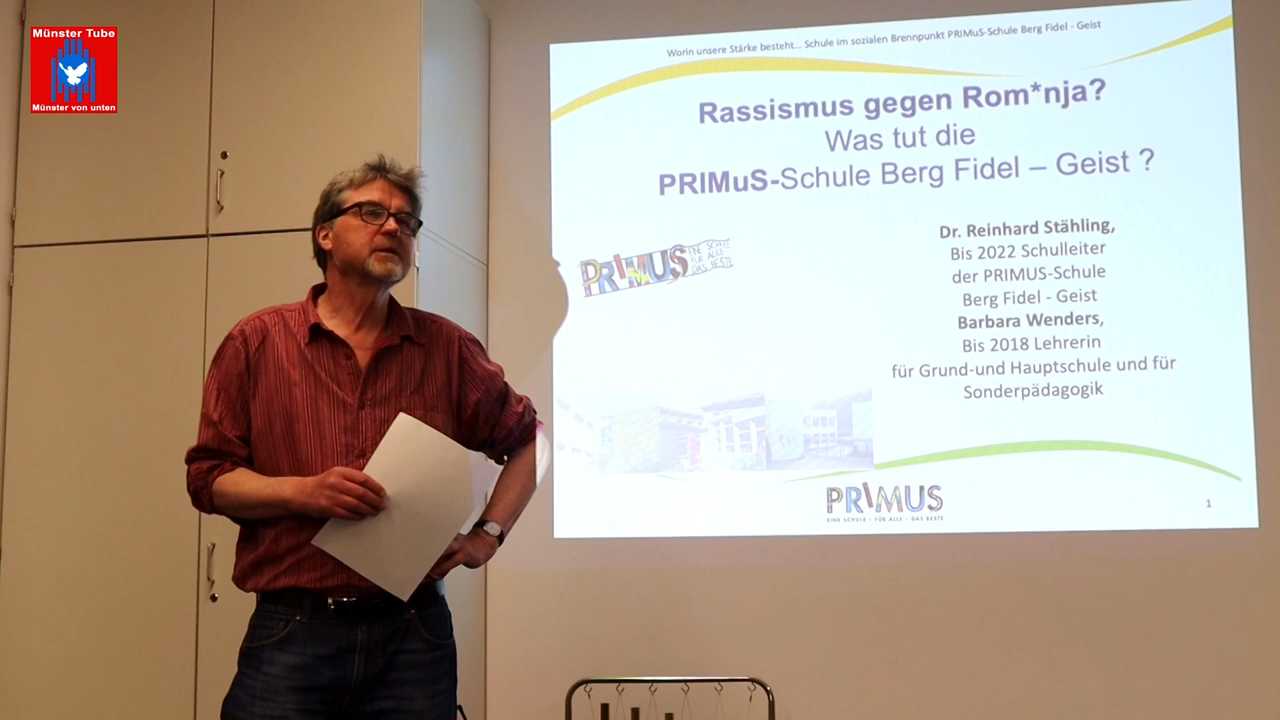 Münster Tube
Münster von unten
Worin unsere Stärke besteht... Schule im sozialen Brennpunkt PRIMuS-Schule Berg Fidel - Geist
Rassismus gegen Rom*nja?
Was tut die
PRIMuS-Schule Berg Fidel – Geist ?
PRIMUS
EINE SCHULE
FÜR ALLE
DAS BESTE
Dr. Reinhard Stähling,
Bis 2022 Schulleiter
der PRIMUS-Schule
Berg Fidel - Geist
Barbara Wenders,
Bis 2018 Lehrerin
für Grund-und Hauptschule und für
Sonderpädagogik
PRIMUS
EINE SCHULE - FÜR ALLE - DAS BESTE
1